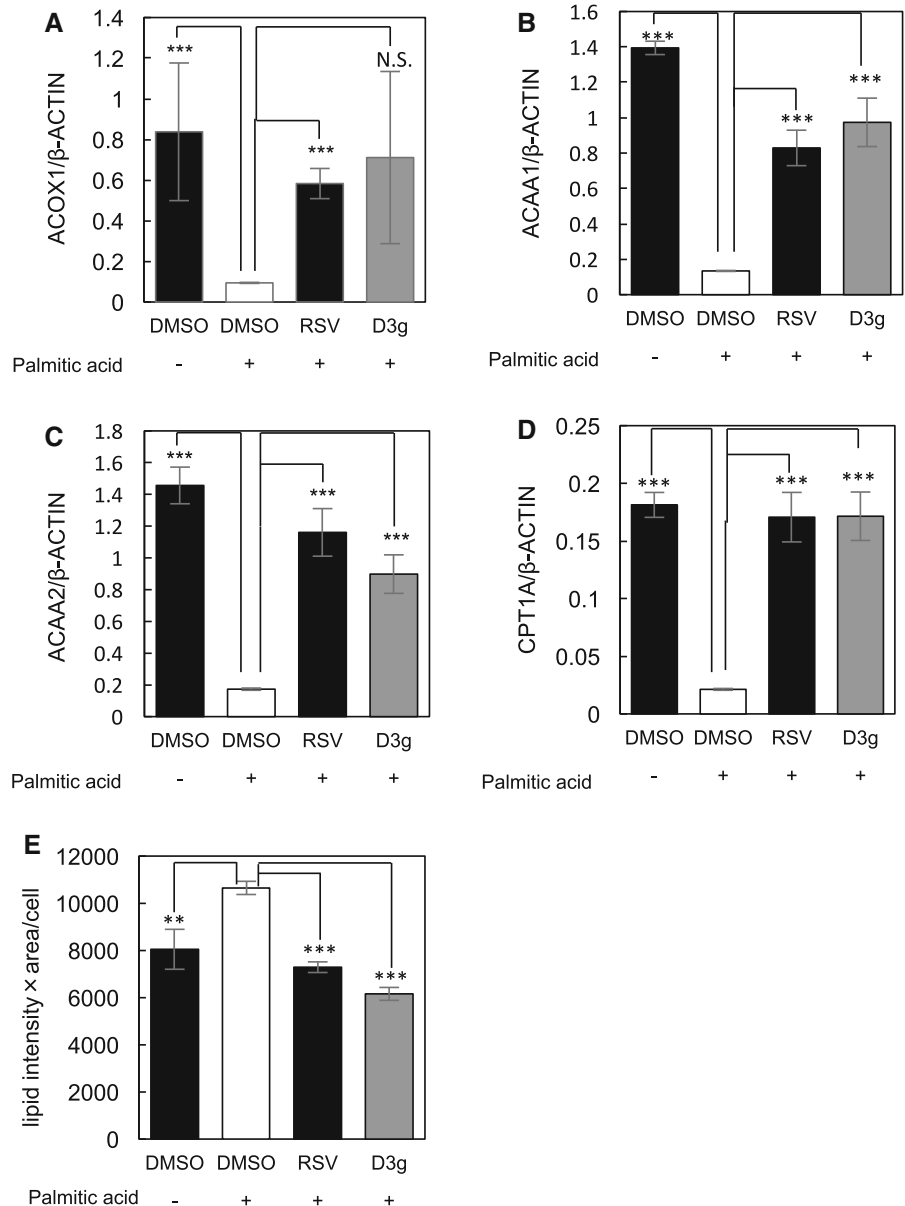 A
ACOX1/β-ACTIN
1.4
1.2
1
0.8
0.6
0.4
0.2
0
***
***
N.S.
DMSO DMSO RSV D3g
Palmitic acid - + + +
B
ACAA1/β-ACTIN
1.6
1.4
1.2
1
0.8
0.6
0.4
0.2
0
***
***
***
DMSO DMSO RSV D3g
Palmitic acid - + + +
C
ACAA2/β-ACTIN
1.8
1.6
1.4
1.2
1
0.8
0.6
0.4
0.2
0
***
***
***
DMSO DMSO RSV D3g
Palmitic acid - + + +
D
CPT1A/β-ACTIN
0.25
0.2
0.15
0.1
0.05
0
***
***
***
DMSO DMSO RSV D3g
Palmitic acid - + + +
E
lipid intensity × area/cell
12000
10000
8000
6000
4000
2000
0
**
***
***
DMSO DMSO RSV D3g
Palmitic acid - + + +